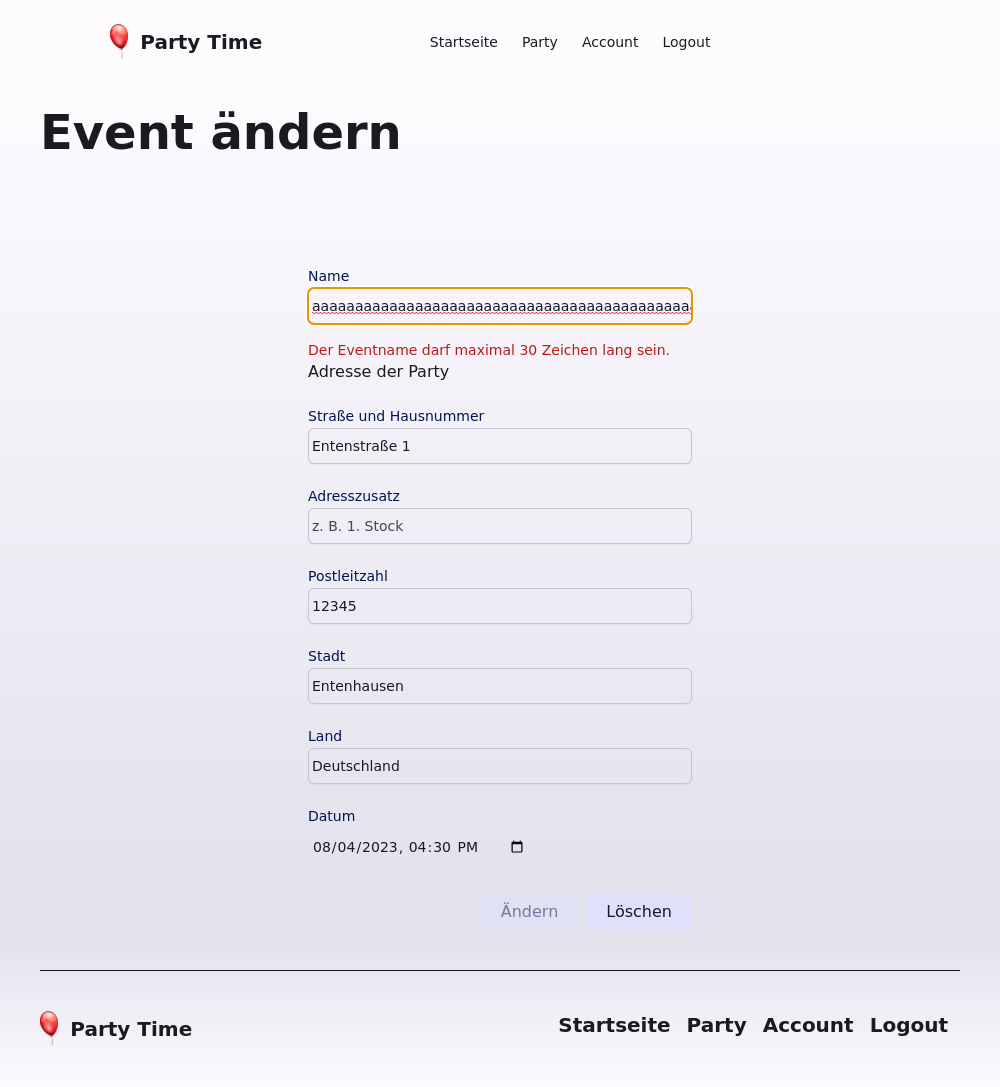 Party Time
Startseite Party Account Logout
Event ändern
Name
Der Eventname darf maximal 30 Zeichen lang sein.
Adresse der Party
Straße und Hausnummer
Entenstraße 1
Adresszusatz
z. B. 1. Stock
Postleitzahl
12345
Stadt
Entenhausen
Land
Deutschland
Datum
08/04/2023, 04:30 PM
Ändern Löschen
Party Time
Startseite Party Account Logout